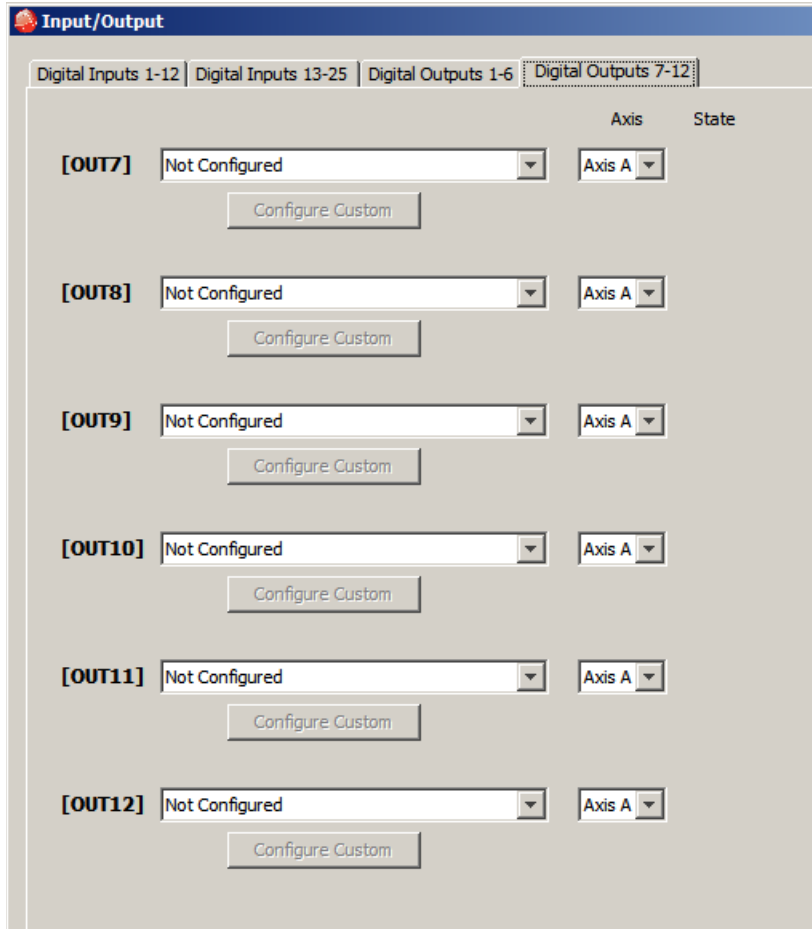 Input/Output
Digital Inputs 1-12 Digital Inputs 13-25 Digital Outputs 1-6 Digital Outputs 7-12
Axis State
[OUT7] Not Configured Axis A
Configure Custom
[OUT8] Not Configured Axis A
Configure Custom
[OUT9] Not Configured Axis A
Configure Custom
[OUT10] Not Configured Axis A
Configure Custom
[OUT11] Not Configured Axis A
Configure Custom
[OUT12] Not Configured Axis A
Configure Custom